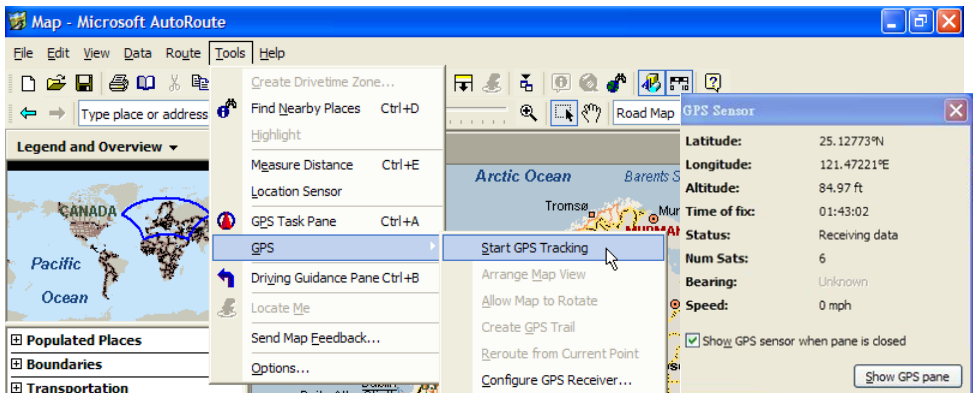 Map - Microsoft AutoRoute
File Edit View Data Route Tools Help
Type place or address
Road Map
Legend and Overview
CANADA
Pacific
Ocean
Populated Places
Boundaries
Transportation
Create Drivetime Zone...
Find Nearby Places Ctrl+D
Highlight
Measure Distance Ctrl+E
Location Sensor
GPS Task Pane Ctrl+A
GPS
Driving Guidance Pane Ctrl+B
Locate Me
Send Map Feedback...
Options...
Start GPS Tracking
Arrange Map View
Allow Map to Rotate
Create GPS Trail
Reroute from Current Point
Configure GPS Receiver...
Arctic Ocean
Barents S
Tromsø
Mur
GPS Sensor
Latitude: 25.12773ºN
Longitude: 121.47221ºE
Altitude: 84.97 ft
Time of fix: 01:43:02
Status: Receiving data
Num Sats: 6
Bearing: Unknown
Speed: 0 mph
Show GPS sensor when pane is closed
Show GPS pane